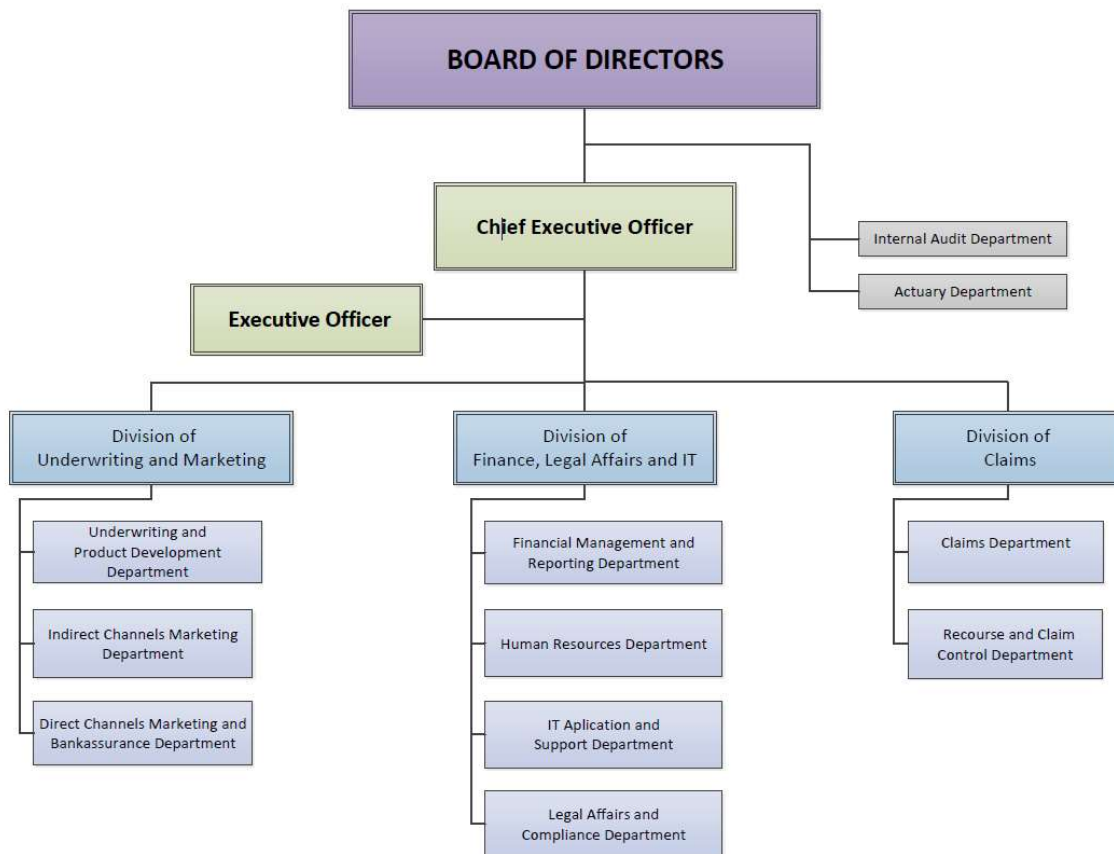 BOARD OF DIRECTORS
Chief Executive Officer
Internal Audit Department
Actuary Department
Executive Officer
Division of
Underwriting and Marketing
Division of
Finance, Legal Affairs and IT
Division of
Claims
Underwriting and
Product Development
Department
Indirect Channels Marketing
Department
Direct Channels Marketing and
Bankassurance Department
Financial Management and
Reporting Department
Human Resources Department
IT Aplication and
Support Department
Legal Affairs and
Compliance Department
Claims Department
Recourse and Claim
Control Department